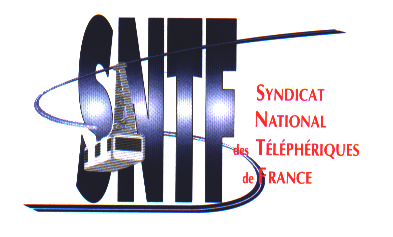 SNTF
SYNDICAT
NATIONAL
des TÉLÉPHÉRIQUES
de FRANCE